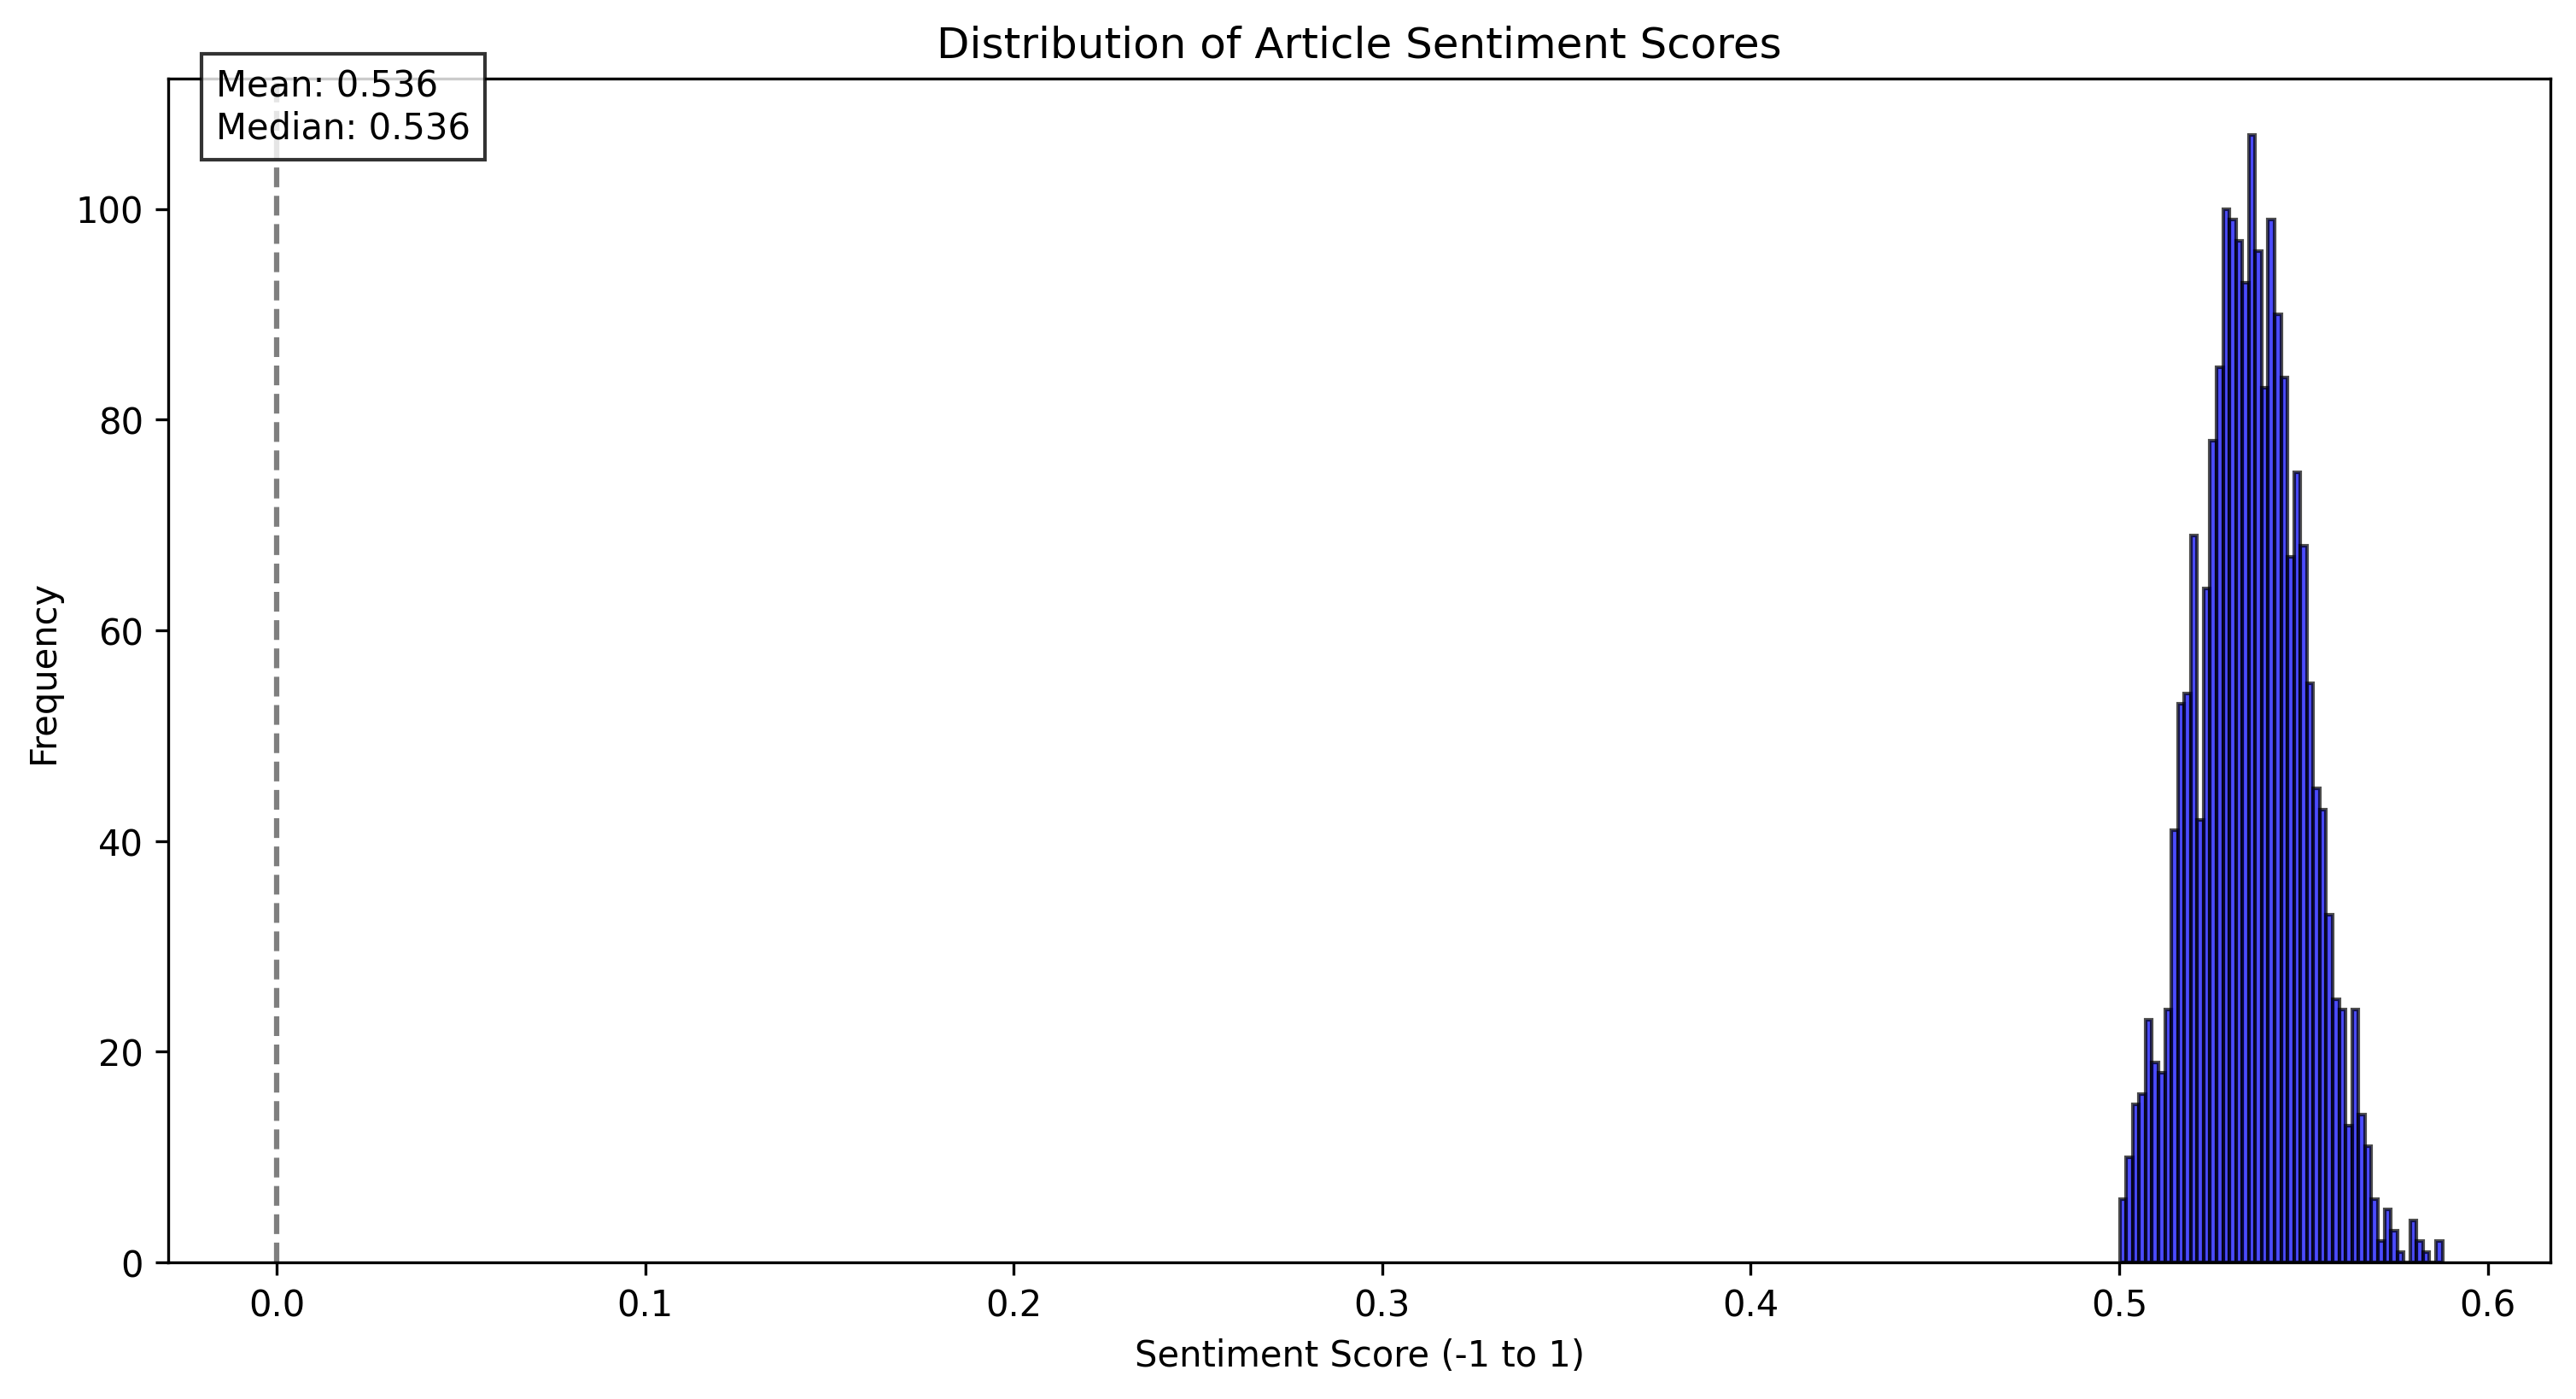 Distribution of Article Sentiment Scores
Mean: 0.536
Median: 0.536
100
80
60
40
20
0
Frequency
0.0 0.1 0.2 0.3 0.4 0.5 0.6
Sentiment Score (-1 to 1)